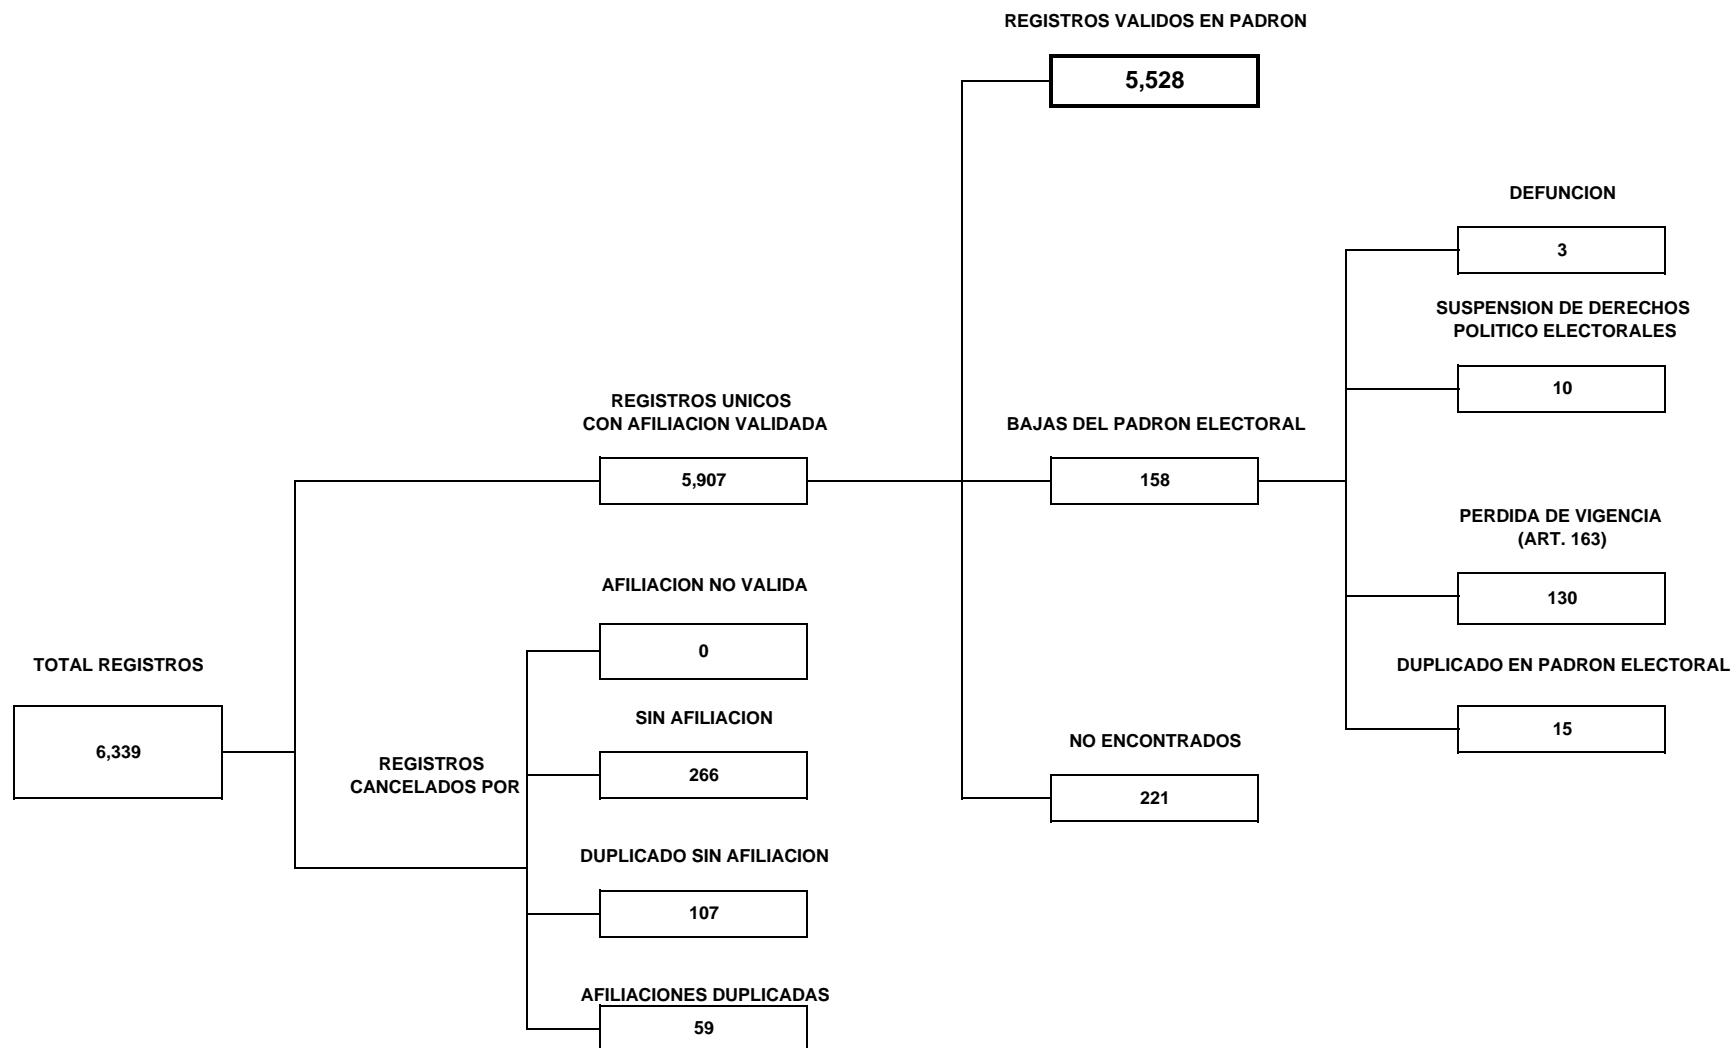 REGISTROS VALIDOS EN PADRON
5,528
DEFUNCION
3
SUSPENSION DE DERECHOS
POLITICO ELECTORALES
10
REGISTROS UNICOS
CON AFILIACION VALIDADA
5,907
BAJAS DEL PADRON ELECTORAL
158
PERDIDA DE VIGENCIA
(ART. 163)
130
AFILIACION NO VALIDA
0
TOTAL REGISTROS
6,339
DUPLICADO EN PADRON ELECTORAL
15
SIN AFILIACION
266
NO ENCONTRADOS
221
REGISTROS
CANCELADOS POR
DUPLICADO SIN AFILIACION
107
AFILIACIONES DUPLICADAS
59